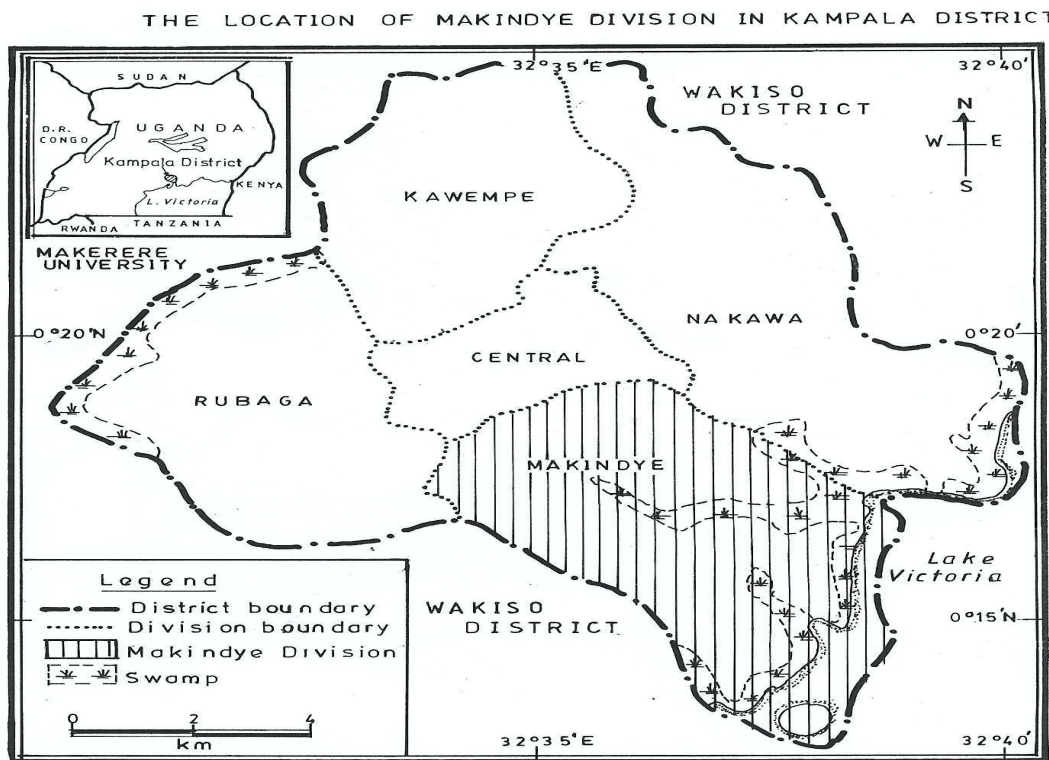 THE LOCATION OF MAKINDYE DIVISION IN KAMPALA DISTRICT
32°35'E
32°40'
SUDAN
D.R.
CONGO
UGANDA
Kampala District
KENYA
L. Victoria
RWANDA
TANZANIA
WAKISO
DISTRICT
N
W
E
S
KAWEMPE
MAKERERE
UNIVERSITY
0°20'N
0°20'
NAKAWA
CENTRAL
RUBAGA
MAKINDYE
Lake
Victoria
0°15'N
WAKISO
DISTRICT
Legend
District boundary
Division boundary
Makindye Division
Swamp
0
2
4
km
32°35'E
32°40'